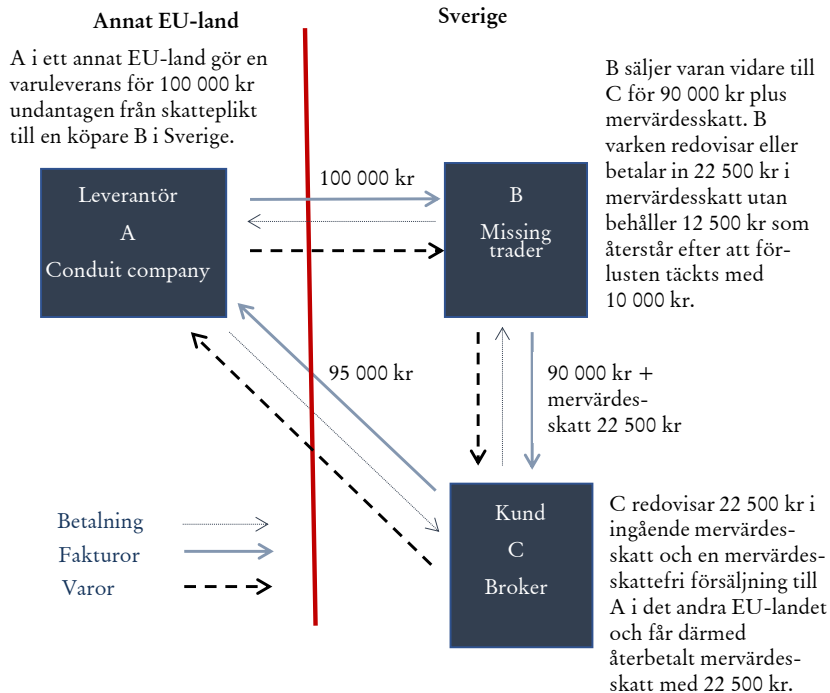 Annat EU-land
A i ett annat EU-land gör en
varuleverans för 100 000 kr
undantagen från skatteplikt
till en köpare B i Sverige.
Sverige
B säljer varan vidare till
C för 90 000 kr plus
mervärdesskatt. B
varken redovisar eller
betalar in 22 500 kr i
mervärdesskatt utan
behåller 12 500 kr som
återstår efter att för-
lusten täckts med
10 000 kr.
Leverantör
A
Conduit company
100 000 kr
B
Missing
trader
95 000 kr
90 000 kr +
mervärdes-
skatt 22 500 kr
Kund
C
Broker
C redovisar 22 500 kr i
ingående mervärdes-
skatt och en mervärdes-
skattefri försäljning till
A i det andra EU-landet
och får därmed
återbetalt mervärdes-
skatt med 22 500 kr.
Betalning
Fakturor
Varor